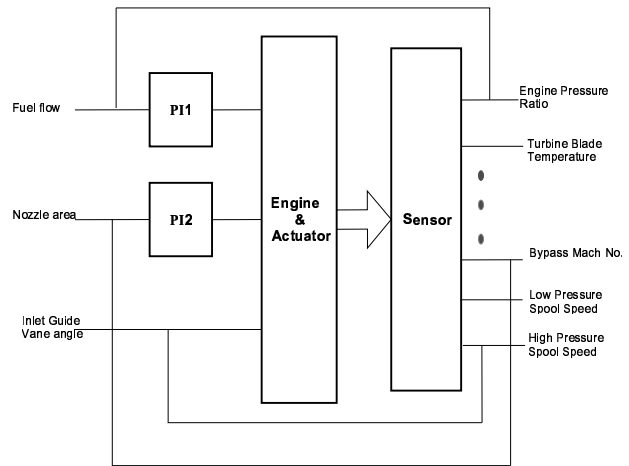 Fuel flow
PI1
Engine Pressure
Ratio
Turbine Blade
Temperature
Nozzle area
PI2
Engine
&
Actuator
Sensor
Bypass Mach No.
Inlet Guide
Vane angle
Low Pressure
Spool Speed
High Pressure
Spool Speed